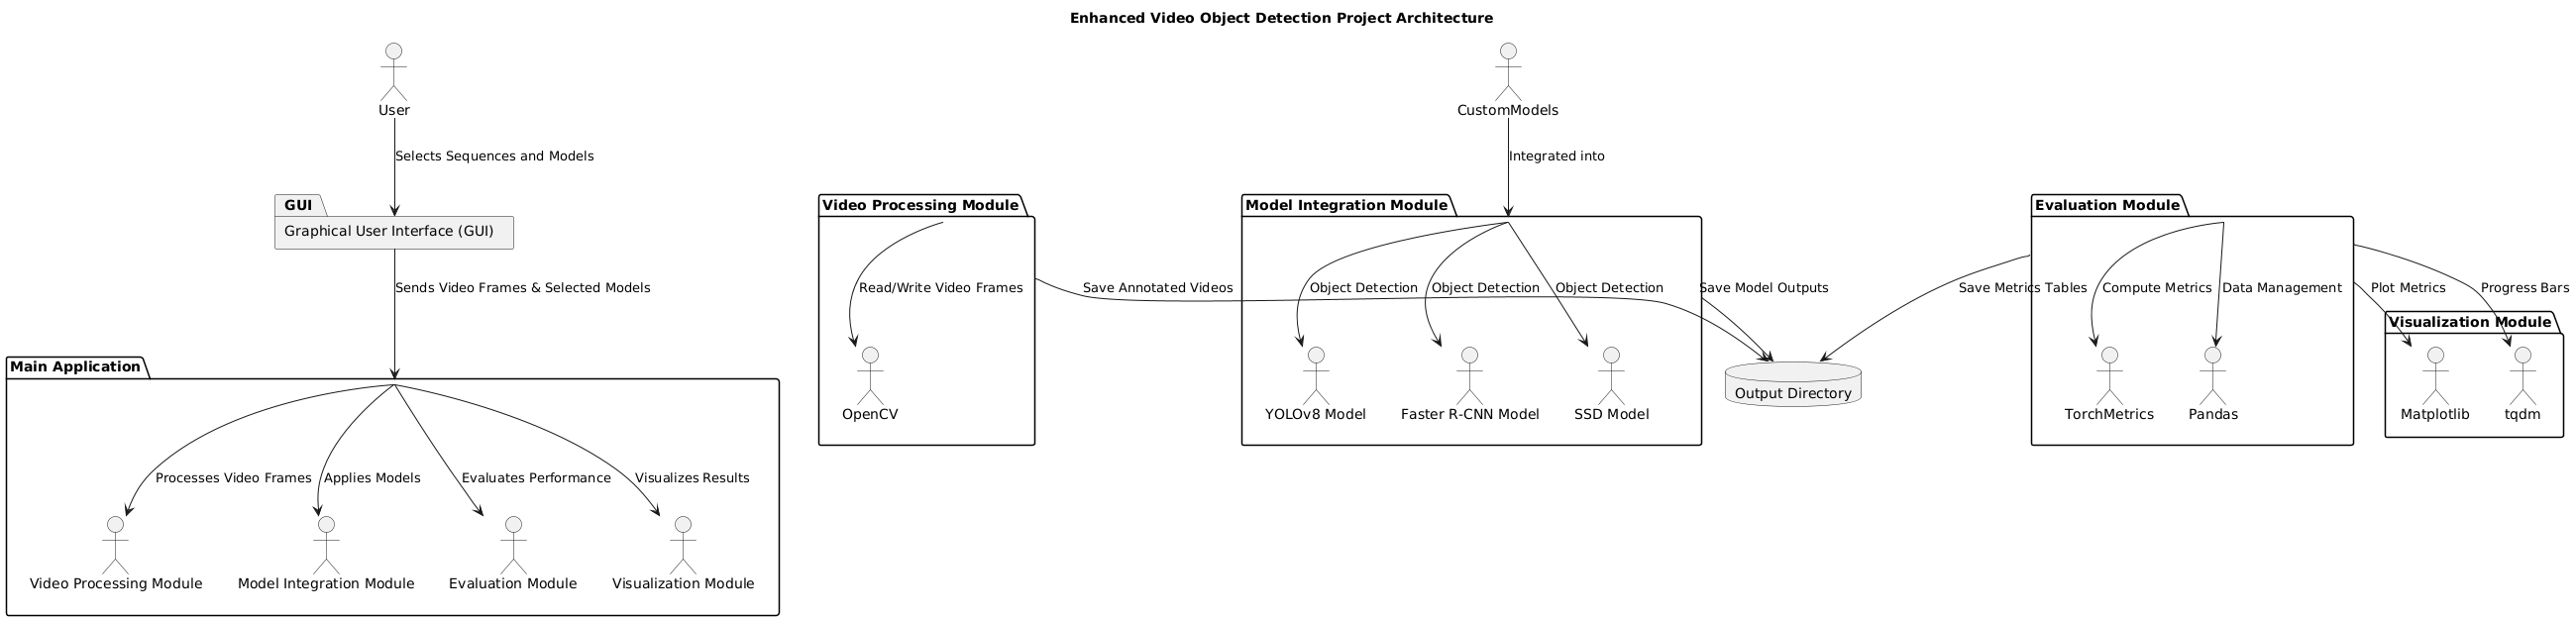 Enhanced Video Object Detection Project Architecture
User
CustomModels
Selects Sequences and Models
Integrated into
GUI
Graphical User Interface (GUI)
Video Processing Module
Model Integration Module
Evaluation Module
Sends Video Frames & Selected Models
Read/Write Video Frames
Save Annotated Videos
Object Detection
Object Detection
Object Detection
Save Model Outputs
Save Metrics Tables
Compute Metrics
Data Management
Plot Metrics
Progress Bars
Visualization Module
Main Application
OpenCV
YOLOv8 Model
Faster R-CNN Model
SSD Model
Output Directory
TorchMetrics
Pandas
Matplotlib
tqdm
Processes Video Frames
Applies Models
Evaluates Performance
Visualizes Results
Video Processing Module
Model Integration Module
Evaluation Module
Visualization Module